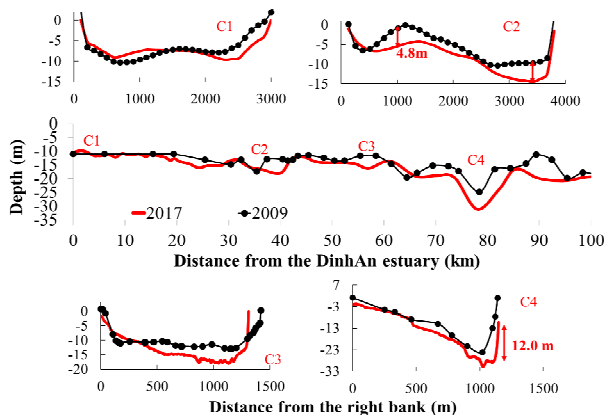 C1
0
-5
-10
-15
0 1000 2000 3000
C2
0
-5
-10
-15
4.8m
0 1000 2000 3000 4000
Depth (m)
0
-5
-10
-15
-20
-25
-30
-35
C1 C2 C3 C4
2017 2009
0 10 20 30 40 50 60 70 80 90 100
Distance from the DinhAn estuary (km)
0
-5
-10
-15
-20
C3
0 500 1000 1500
C4
7
-3
-13
-23
-33
12.0 m
0 500 1000 1500
Distance from the right bank (m)